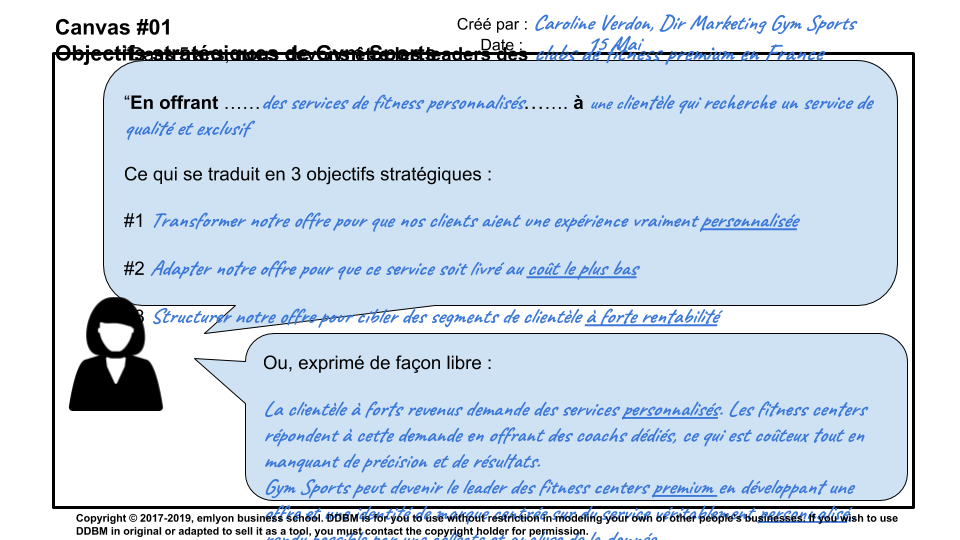 Canvas #01
Objectifs stratégiques de Gym Sports
Créé par : Caroline Verdon, Dir Marketing Gym Sports
Date : 15 Mai
leaders des clubs de fitness premium en France
“En offrant ……des services de fitness personnalisés……. à une clientèle qui recherche un service de
qualité et exclusif
Ce qui se traduit en 3 objectifs stratégiques :
#1 Transformer notre offre pour que nos clients aient une expérience vraiment personnalisée
#2 Adapter notre offre pour que ce service soit livré au coût le plus bas
3 Structurer notre offre pour cibler des segments de clientèle à forte rentabilité
Ou, exprimé de façon libre :
La clientèle à forts revenus demande des services personnalisés. Les fitness centers
répondent à cette demande en offrant des coachs dédiés, ce qui est coûteux tout en
manquant de précision et de résultats.
Gym Sports peut devenir le leader des fitness centers premium en développant une
offre et une identité de marque centrée sur du service véritablement personnalisé,
rendu possible par une collecte et analyse de la donnée
Copyright © 2017-2019, emlyon business school. DDBM is for you to use without restriction in modeling your own or other people's businesses. If you wish to use
DDBM in original or adapted to sell it as a tool, you must contact the copyright holder for permission.